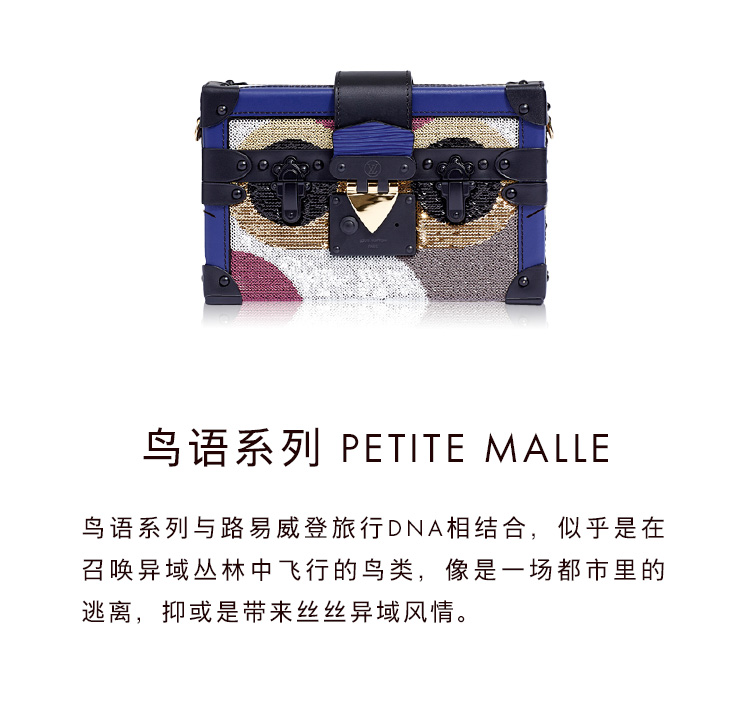 鸟语系列 PETITE MALLE
鸟语系列与路易威登旅行DNA相结合，似乎是在
召唤异域丛林中飞行的鸟类，像是一场都市里的
逃离，抑或是带来丝丝异域风情。